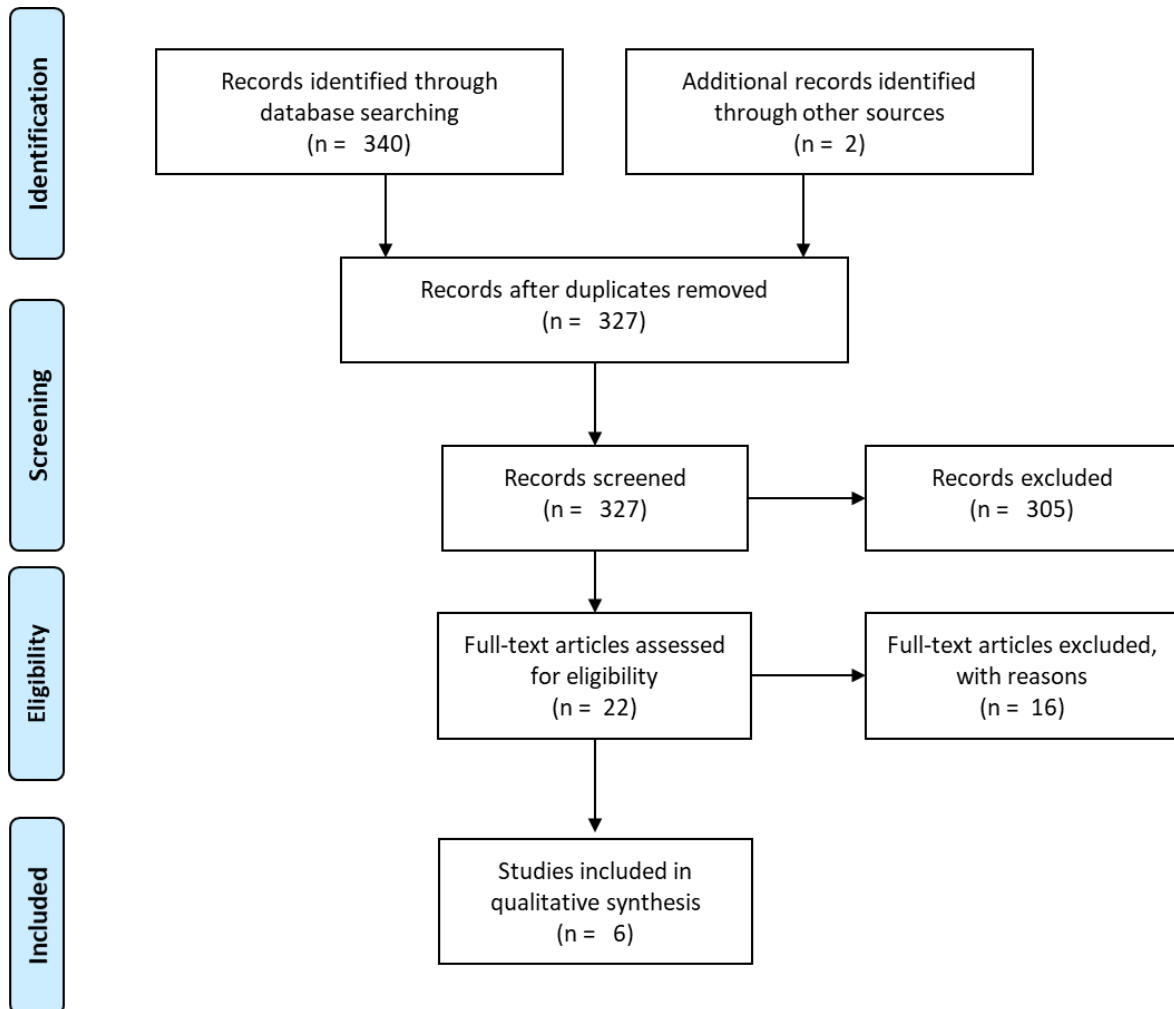 Identification
Records identified through
database searching
(n = 340)
Additional records identified
through other sources
(n = 2)
Records after duplicates removed
(n = 327)
Screening
Records screened
(n = 327)
Records excluded
(n = 305)
Eligibility
Full-text articles assessed
for eligibility
(n = 22)
Full-text articles excluded,
with reasons
(n = 16)
Included
Studies included in
qualitative synthesis
(n = 6)